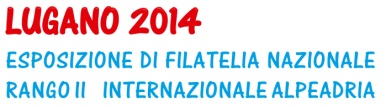 LUGANO 2014
ESPOSIZIONE DI FILATELIA NAZIONALE
RANGO II INTERNAZIONALE ALPEADRIA